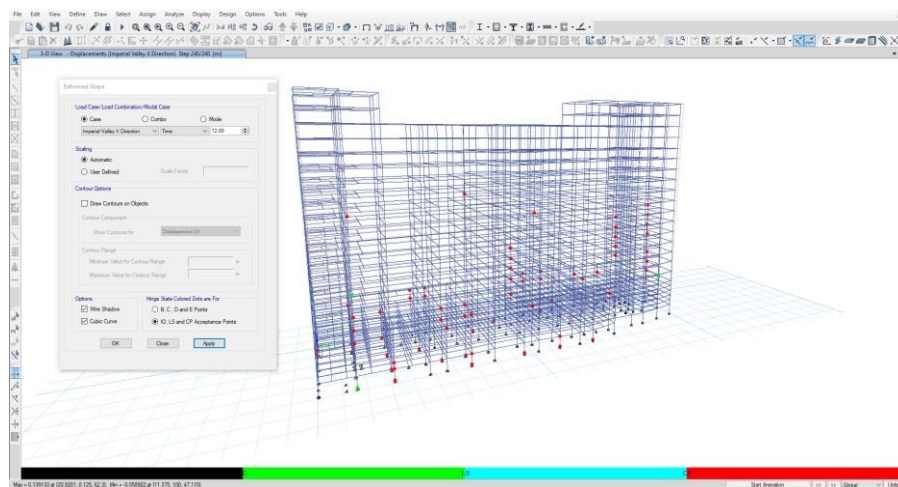 File Edit View Define Draw Select Assign Analyze Display Design Options Tools Help
3-D View - Displacements (Imperial Valley X Direction) Step 240/240 [m]
Deformed Shape
Load Case/Load Combination/Modal Case
Case Combo Mode
Imperial Valley X Direction Time 12.00
Scaling
Automatic
User Defined Scale Factor
Contour Options
Draw Contours on Objects
Contour Component
Show Contours for Displacement
Contour Range
Minimum Value for Contour Range
Maximum Value for Contour Range
Options Hinge State Colored Dots are For
Wire Shadow B, C, D and E Points
Cubic Curve IO, LS and CP Acceptance Points
OK Close Apply
LS
Start Animation << >> Global